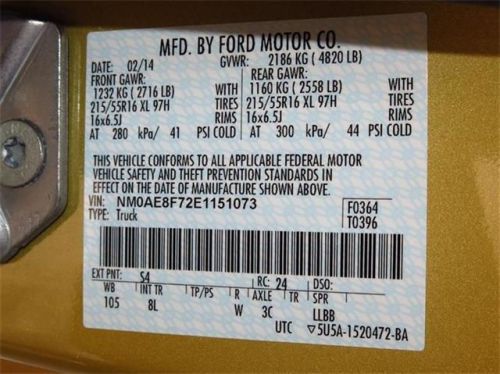 MFD. BY FORD MOTOR CO.
DATE: 02/14 GVWR: 2186 KG ( 4820 LB)
FRONT GAWR: REAR GAWR:
1232 KG ( 2716 LB) WITH 1160 KG ( 2558 LB) WITH
215/55R16 XL 97H TIRES 215/55R16 XL 97H TIRES
16x6.5J RIMS 16x6.5J RIMS
AT 280 kPa/ 41 PSI COLD AT 300 kPa/ 44 PSI COLD
THIS VEHICLE CONFORMS TO ALL APPLICABLE FEDERAL MOTOR
VEHICLE SAFETY AND THEFT PREVENTION STANDARDS IN
EFFECT ON THE DATE OF MANUFACTURE SHOWN ABOVE.
VIN: NM0AE8F72E1151073 F0364
TYPE: Truck T0396
EXT PNT: S4 RC: 24 DSO:
WB INT TR TP/PS R AXLE TR SPR
105 8L W 3C LLBB
UTC ▽5U5A-1520472-BA